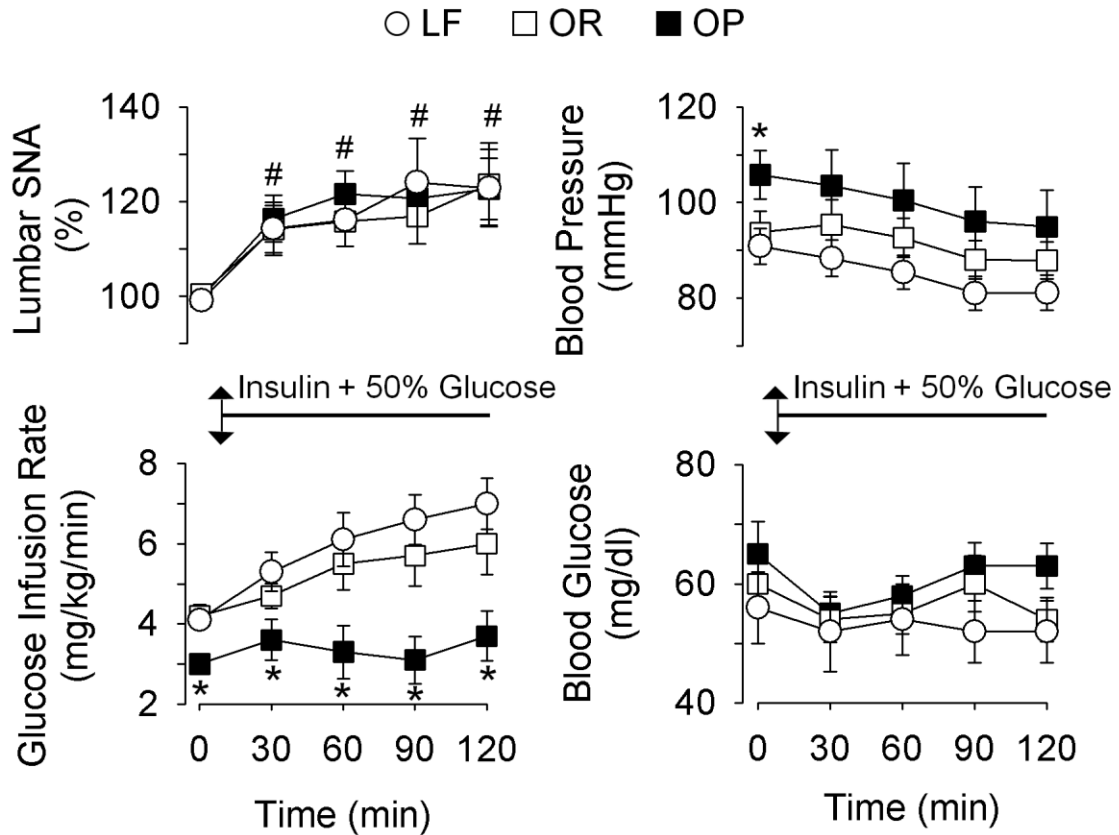 LF OR OP
Lumbar SNA
(%)
140
120
100
# # # #
Blood Pressure
(mmHg)
120
100
80
*
Insulin + 50% Glucose
Insulin + 50% Glucose
Glucose Infusion Rate
(mg/kg/min)
8
6
4
2
* * * * *
0 30 60 90 120
Time (min)
Blood Glucose
(mg/dl)
80
60
40
0 30 60 90 120
Time (min)